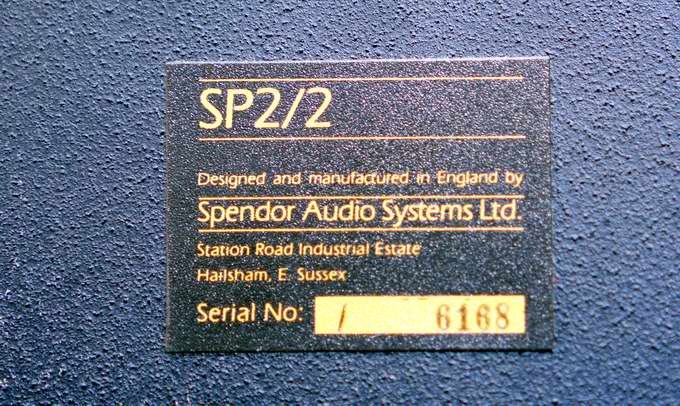 SP2/2
Designed and manufactured in England by
Spendor Audio Systems Ltd.
Station Road Industrial Estate
Hailsham, E. Sussex
Serial No: / 6168